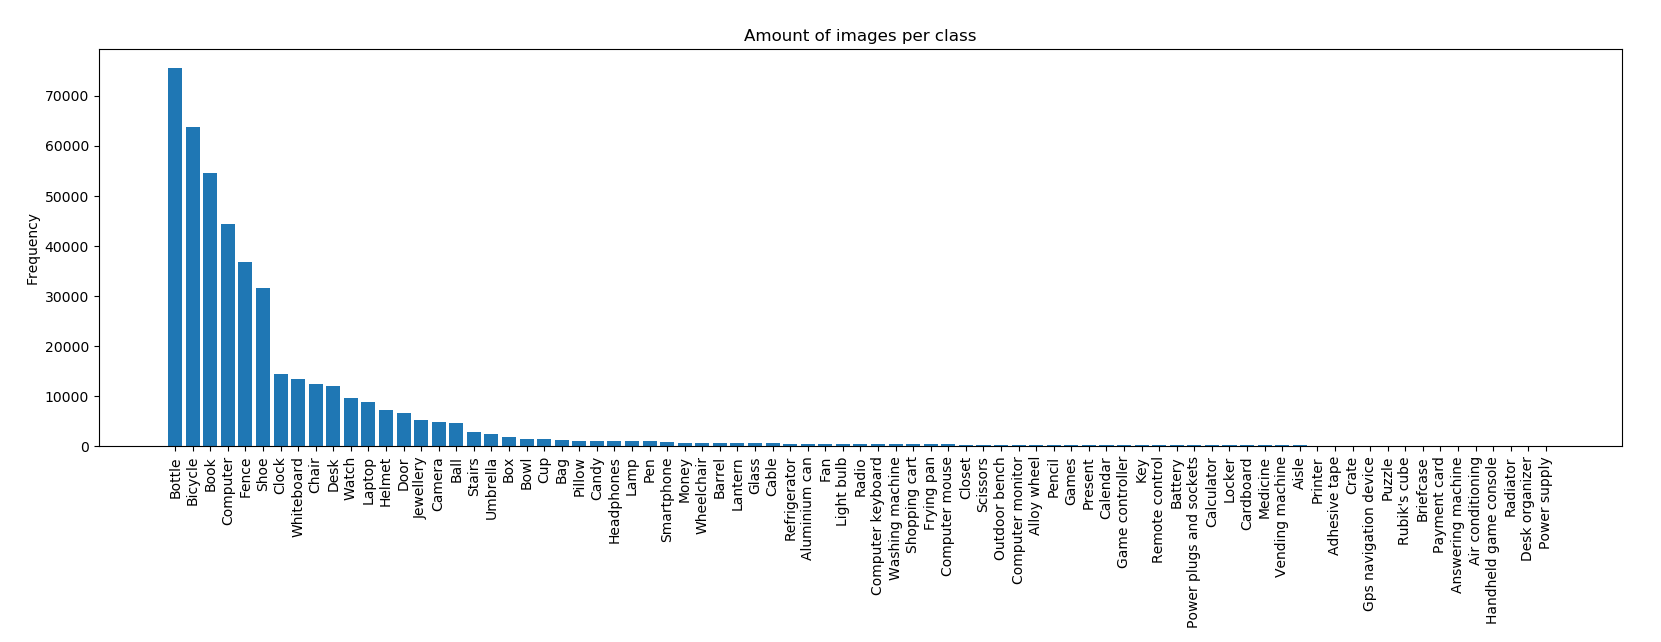 Amount of images per class
Frequency
70000
60000
50000
40000
30000
20000
10000
0
Bottle
Bicycle
Book
Computer
Fence
Shoe
Clock
Whiteboard
Chair
Desk
Watch
Laptop
Helmet
Door
Jewellery
Camera
Ball
Stairs
Umbrella
Box
Bowl
Cup
Bag
Pillow
Candy
Headphones
Lamp
Pen
Smartphone
Money
Wheelchair
Barrel
Lantern
Glass
Cable
Refrigerator
Aluminium can
Fan
Light bulb
Radio
Computer keyboard
Washing machine
Shopping cart
Frying pan
Computer mouse
Closet
Scissors
Outdoor bench
Computer monitor
Alloy wheel
Pencil
Games
Present
Calendar
Game controller
Key
Remote control
Battery
Power plugs and sockets
Calculator
Locker
Cardboard
Medicine
Vending machine
Aisle
Printer
Adhesive tape
Crate
Gps navigation device
Puzzle
Rubik's cube
Briefcase
Payment card
Answering machine
Air conditioning
Handheld game console
Radiator
Desk organizer
Power supply